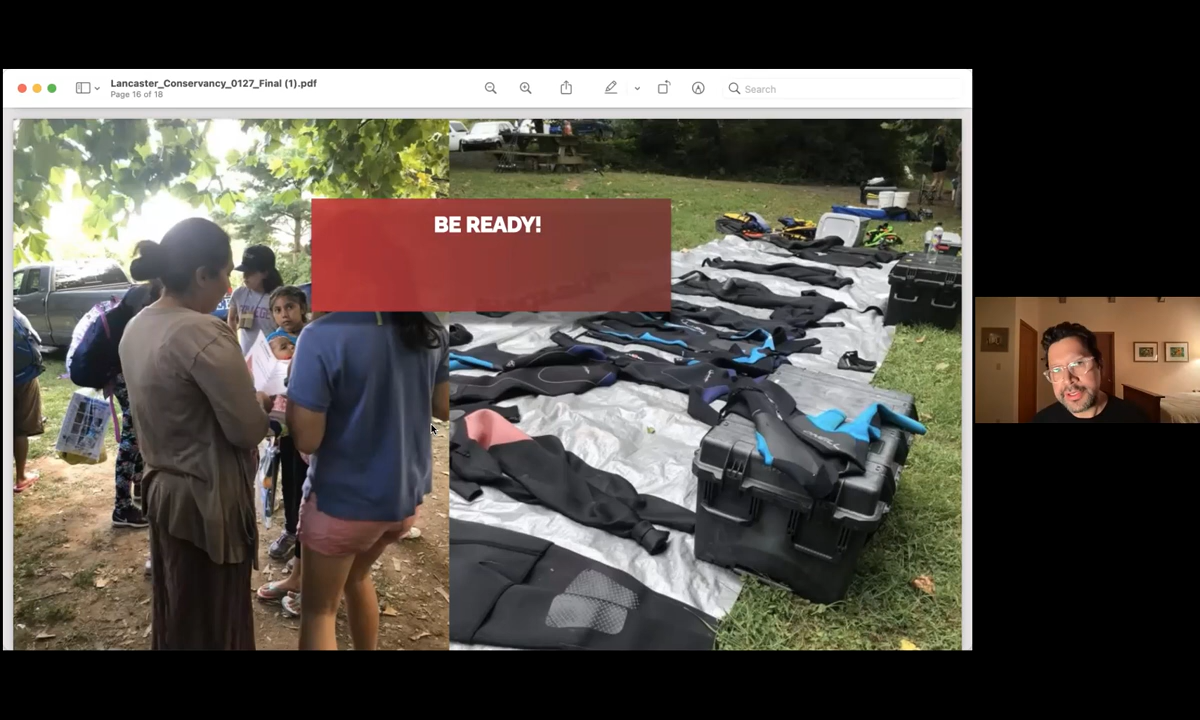 Lancaster_Conservancy_0127_Final (1).pdf
Page 16 of 18
Search
BE READY!